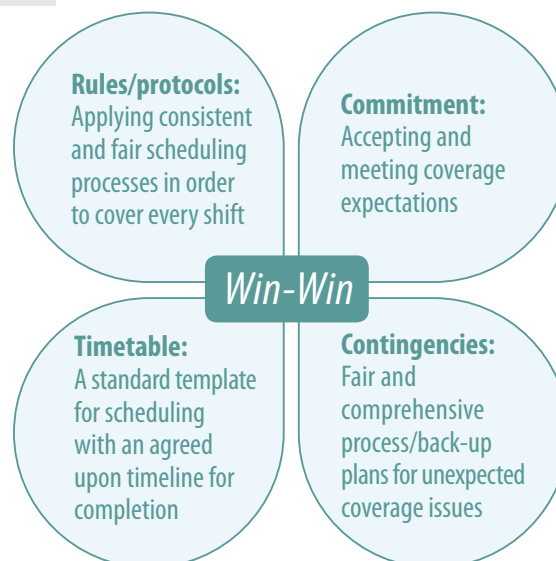 Rules/protocols:
Applying consistent
and fair scheduling
processes in order
to cover every shift
Commitment:
Accepting and
meeting coverage
expectations
Win-Win
Timetable:
A standard template
for scheduling
with an agreed
upon timeline for
completion
Contingencies:
Fair and
comprehensive
process/back-up
plans for unexpected
coverage issues